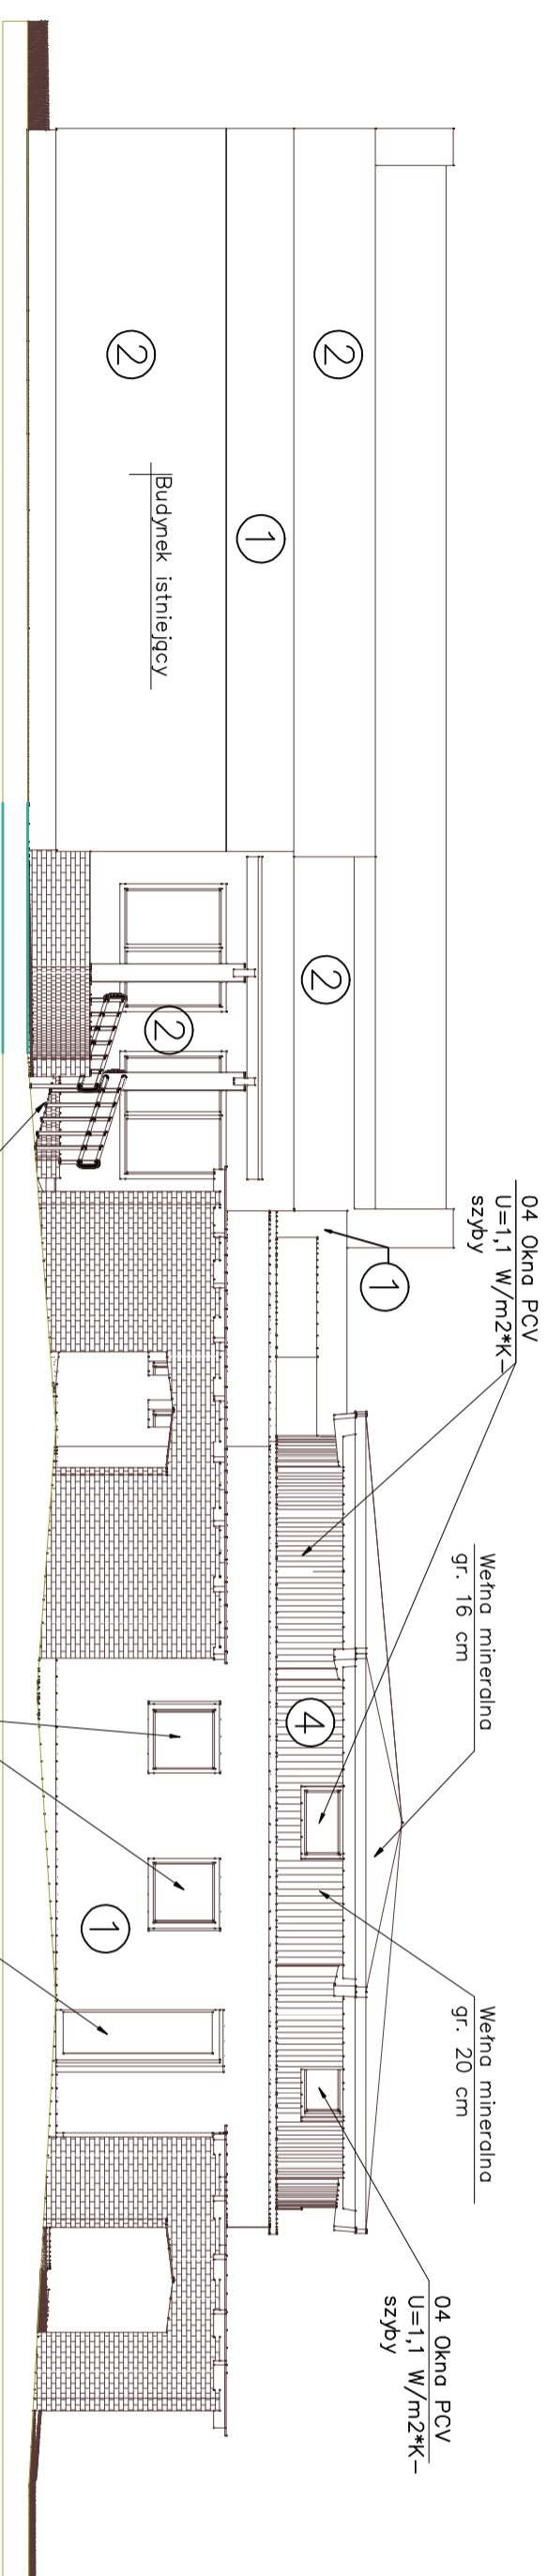 04 Okna PCV
U=1,1 W/m2*K–
szyby
Wełna mineralna
gr. 16 cm
Wełna mineralna
gr. 20 cm
04 Okna PCV
U=1,1 W/m2*K–
szyby
2
1
2
2
1
4
2
Budynek istniejący
1